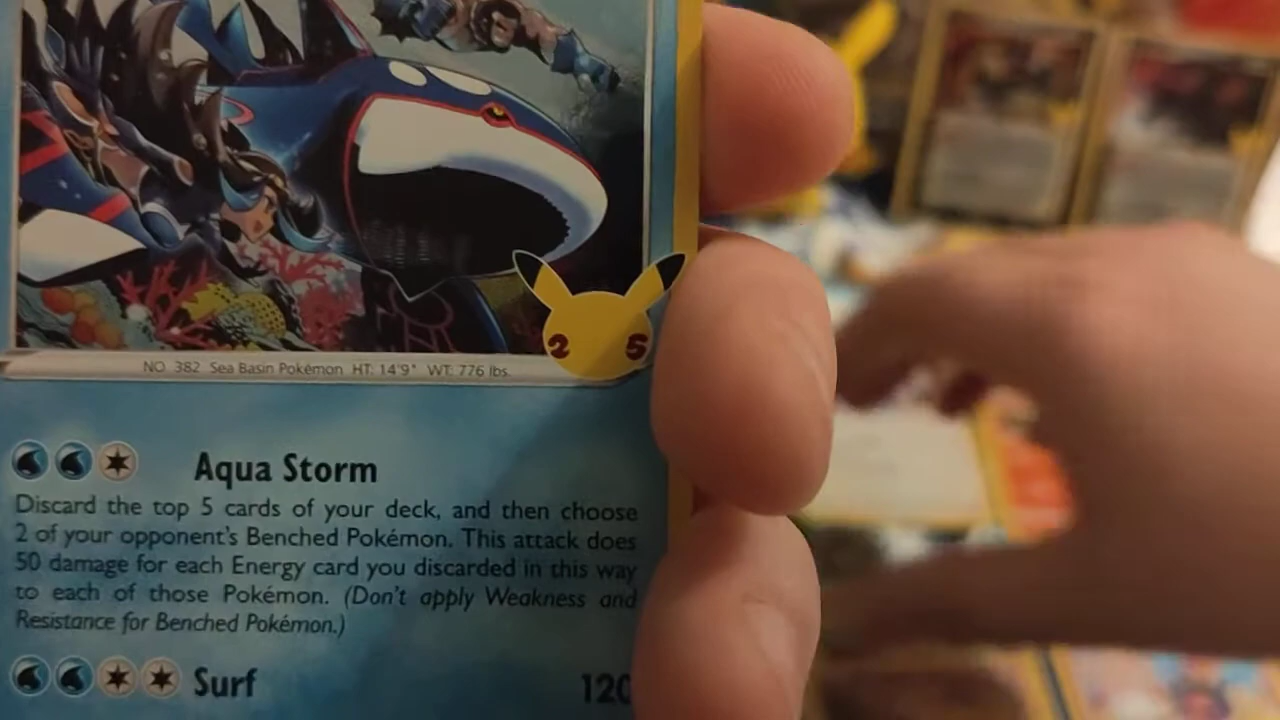 25
NO. 382 Sea Basin Pokémon HT: 14'9" WT: 776 lbs.
Aqua Storm
Discard the top 5 cards of your deck, and then choose
2 of your opponent's Benched Pokémon. This attack does
50 damage for each Energy card you discarded in this way
to each of those Pokémon. (Don't apply Weakness and
Resistance for Benched Pokémon.)
Surf 120